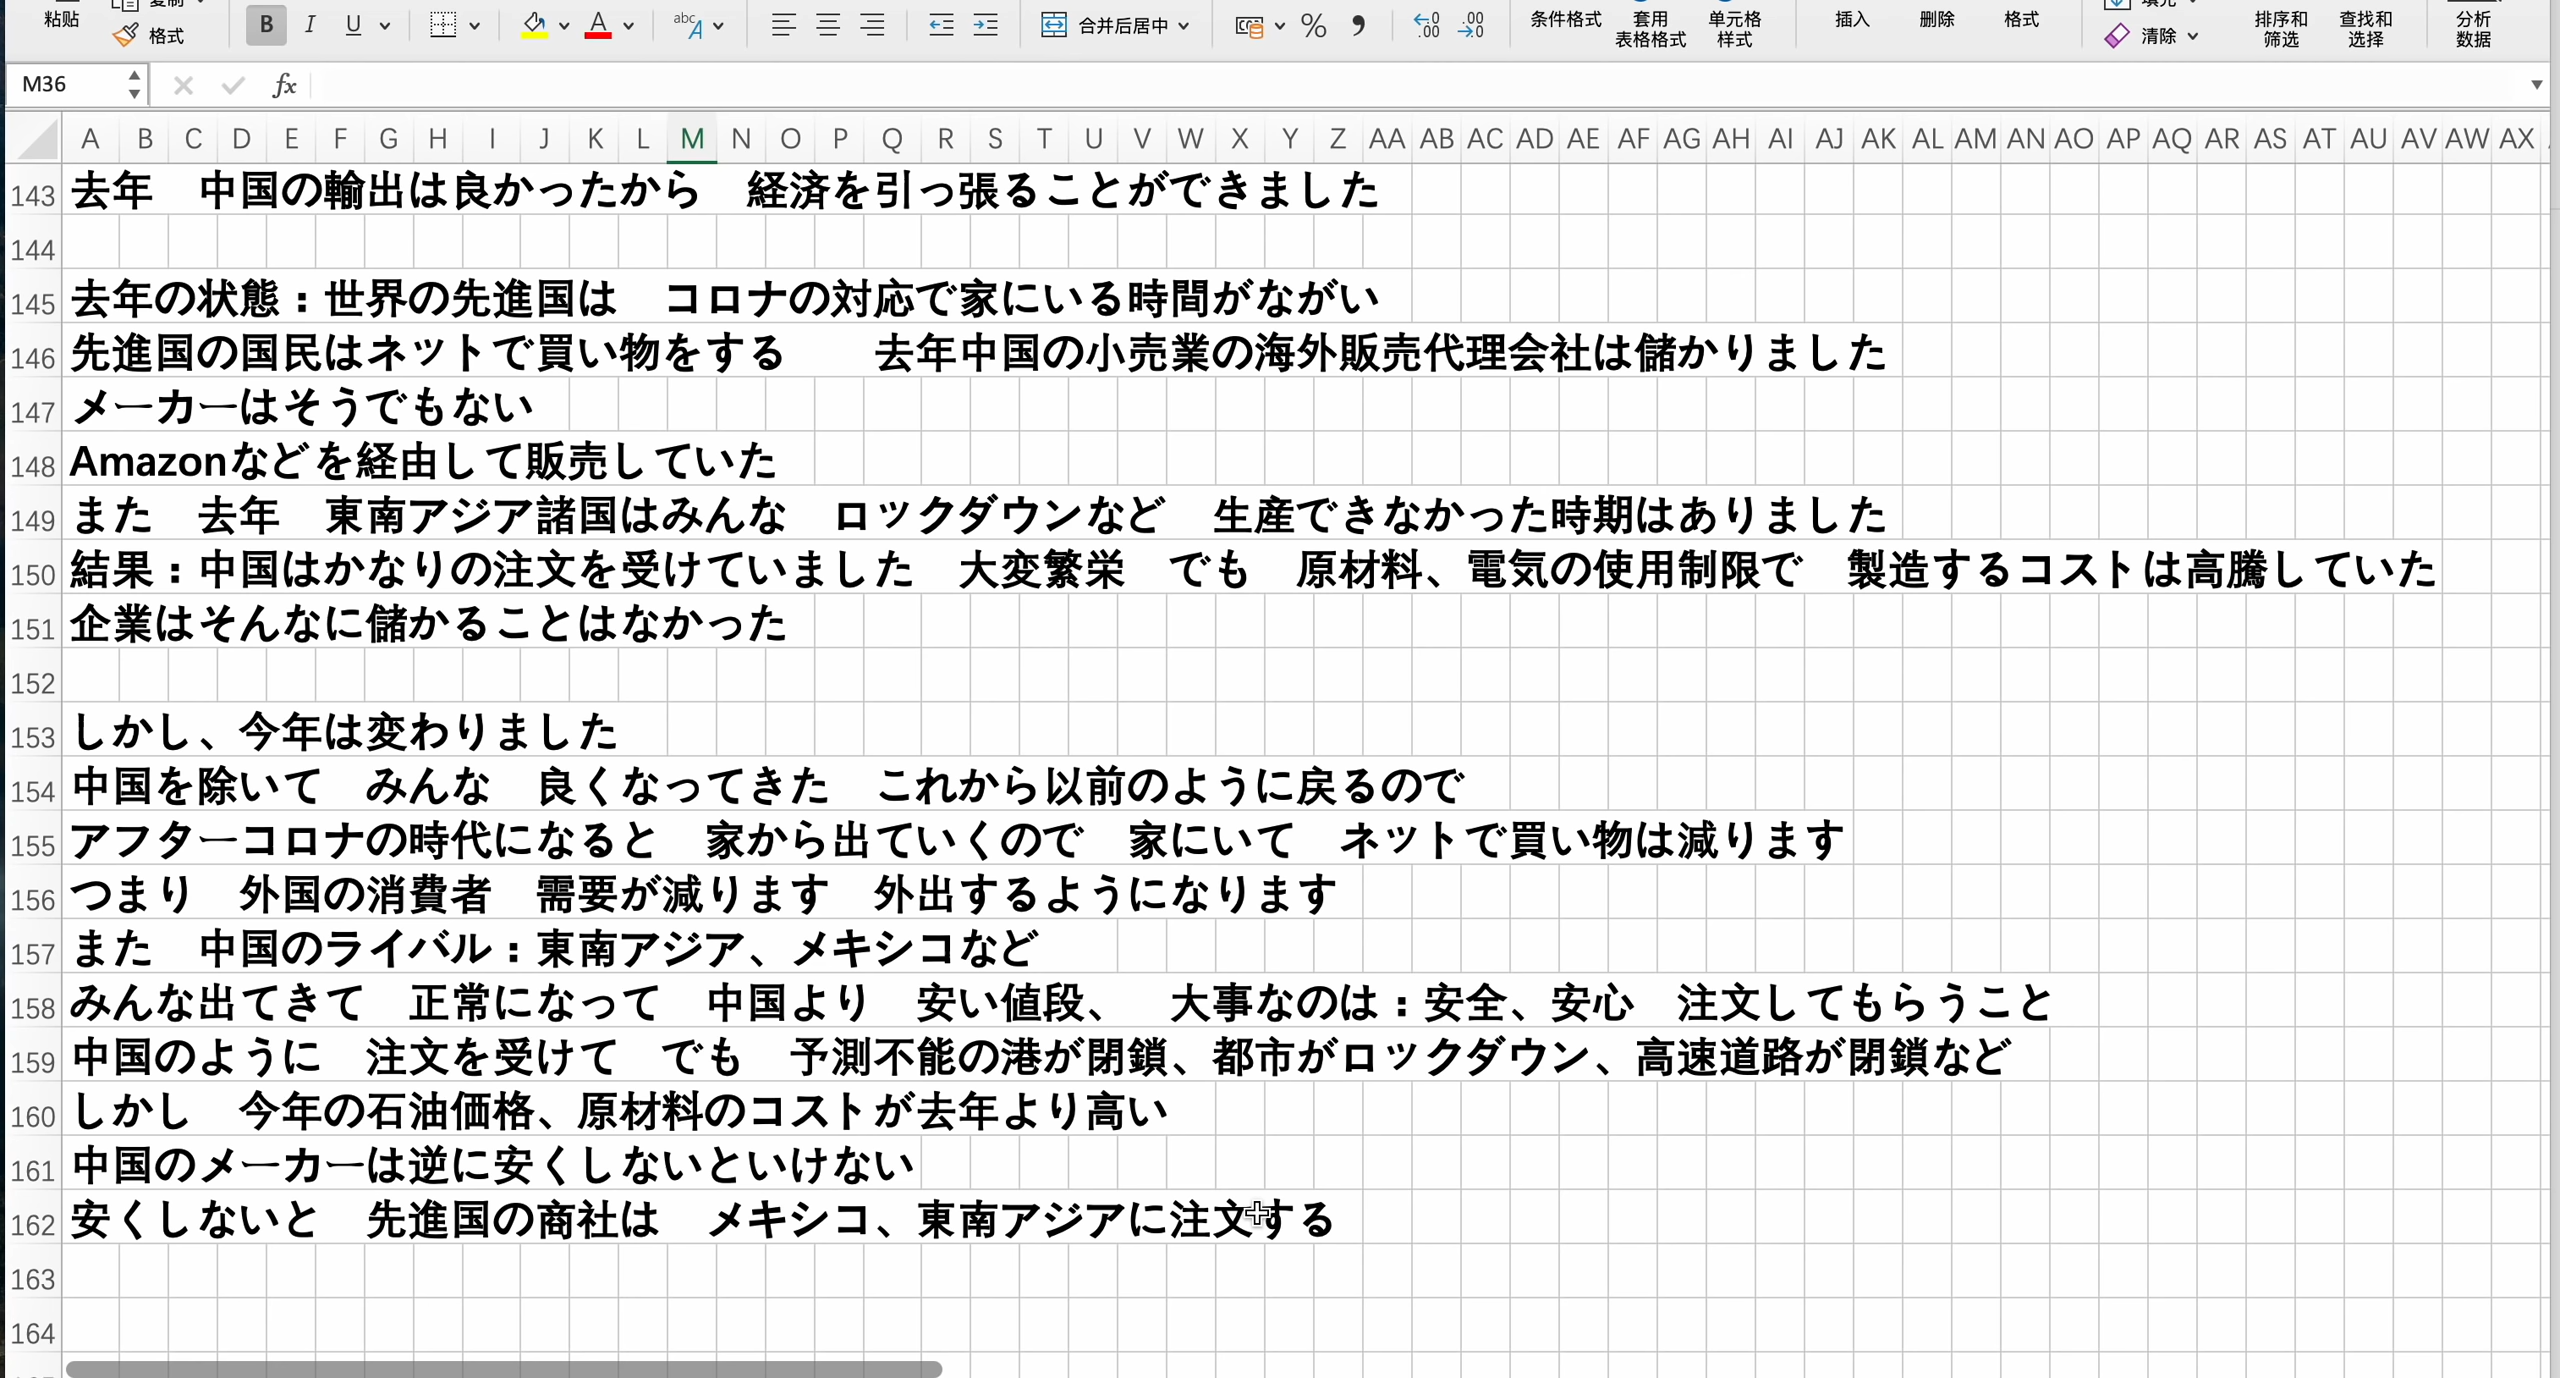 粘贴 格式 B I U A abc A 合并后居中 % 条件格式 套用 表格格式 单元格 样式 插入 删除 格式 清除 排序和 筛选 查找和 选择 分析 数据
M36 fx
A B C D E F G H I J K L M N O P Q R S T U V W X Y Z AA AB AC AD AE AF AG AH AI AJ AK AL AM AN AO AP AQ AR AS AT AU AV AW AX
143 去年　中国の輸出は良かったから　経済を引っ張ることができました
144
145 去年の状態：世界の先進国は　コロナの対応で家にいる時間がながい
146 先進国の国民はネットで買い物をする　　去年中国の小売業の海外販売代理会社は儲かりました
147 メーカーはそうでもない
148 Amazonなどを経由して販売していた
149 また　去年　東南アジア諸国はみんな　ロックダウンなど　生産できなかった時期はありました
150 結果：中国はかなりの注文を受けていました　大変繁栄　でも　原材料、電気の使用制限で　製造するコストは高騰していた
151 企業はそんなに儲かることはなかった
152
153 しかし、今年は変わりました
154 中国を除いて　みんな　良くなってきた　これから以前のように戻るので
155 アフターコロナの時代になると　家から出ていくので　家にいて　ネットで買い物は減ります
156 つまり　外国の消費者　需要が減ります　外出するようになります
157 また　中国のライバル：東南アジア、メキシコなど
158 みんな出てきて　正常になって　中国より　安い値段、　大事なのは：安全、安心　注文してもらうこと
159 中国のように　注文を受けて　でも　予測不能の港が閉鎖、都市がロックダウン、高速道路が閉鎖など
160 しかし　今年の石油価格、原材料のコストが去年より高い
161 中国のメーカーは逆に安くしないといけない
162 安くしないと　先進国の商社は　メキシコ、東南アジアに注文する
163
164